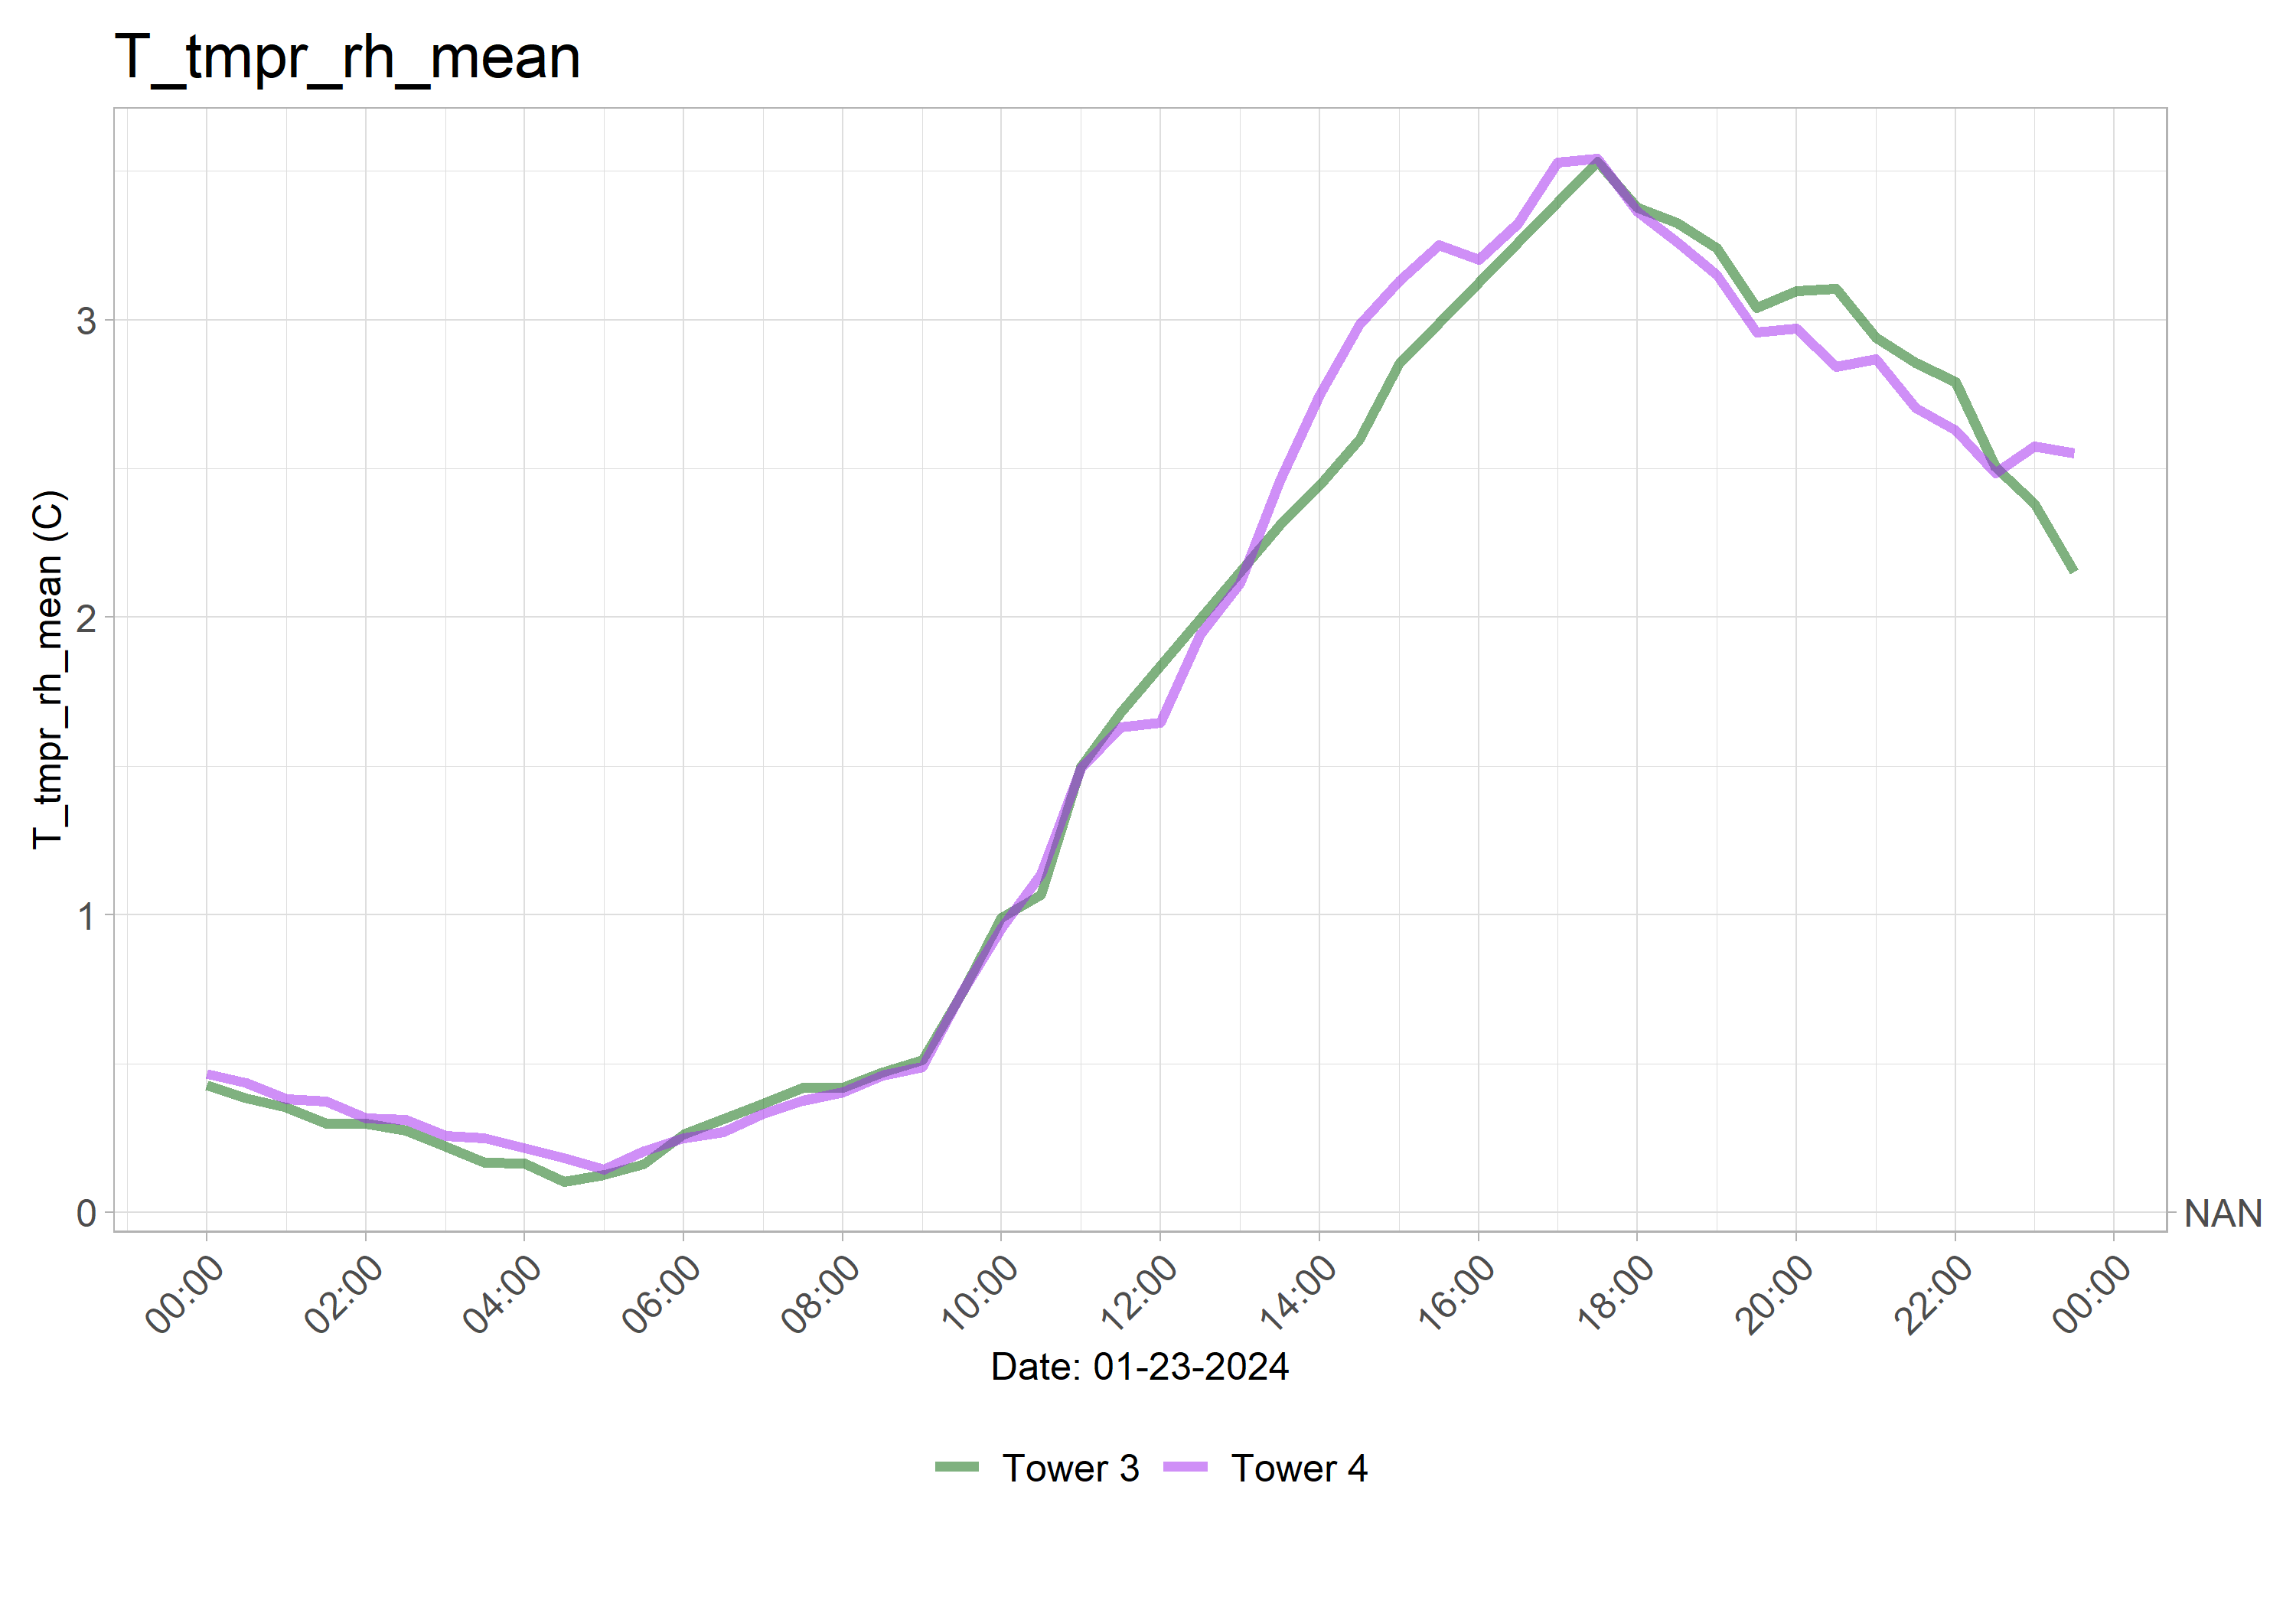 T_tmpr_rh_mean
T_tmpr_rh_mean (C)
3
2
1
0
NAN
00:00 02:00 04:00 06:00 08:00 10:00 12:00 14:00 16:00 18:00 20:00 22:00 00:00
Date: 01-23-2024
Tower 3 Tower 4